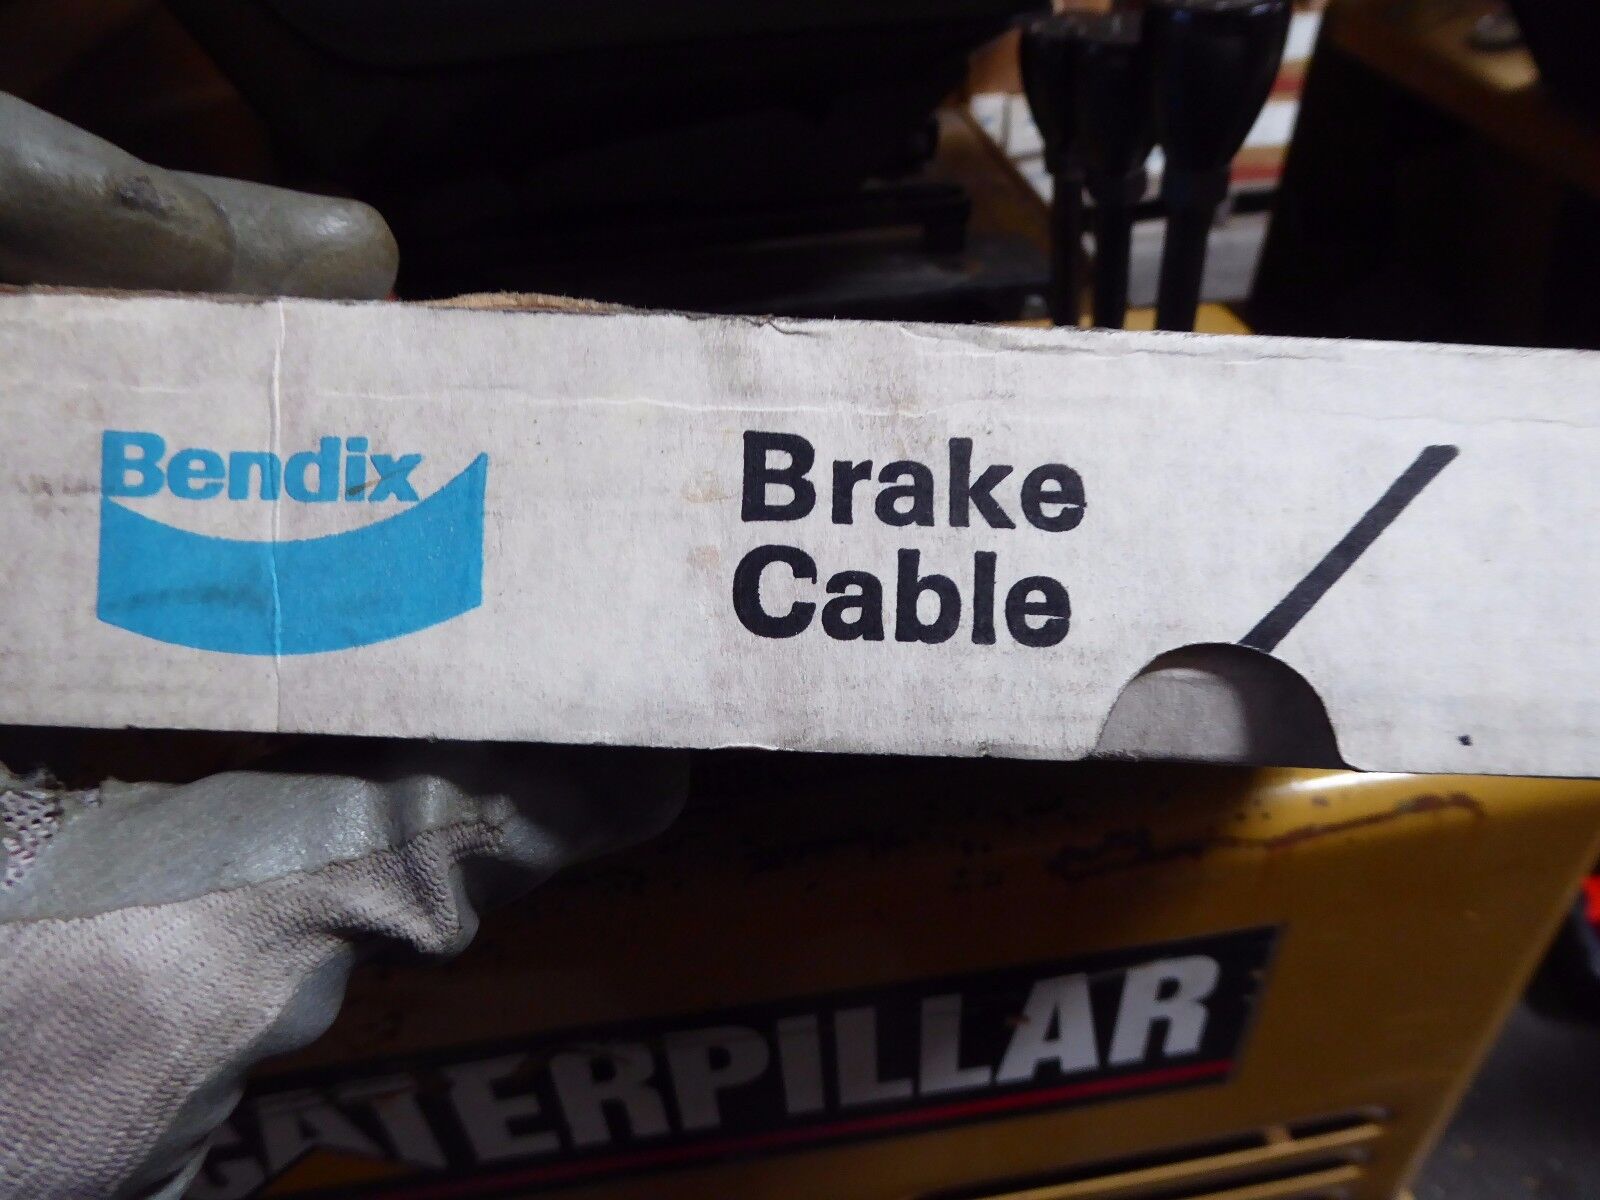 Bendix
Brake
Cable
CATERPILLAR